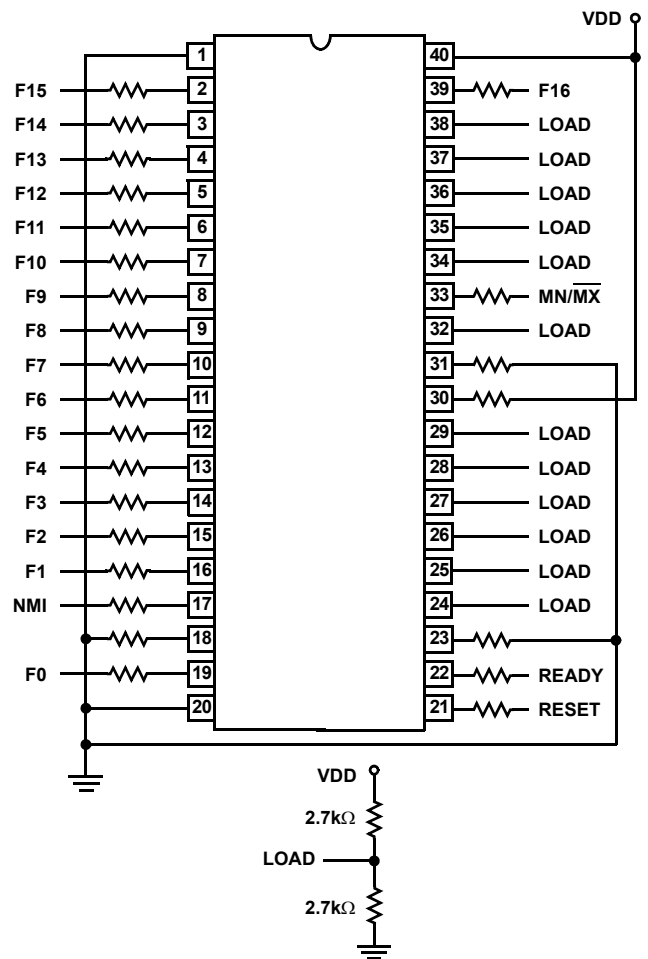 VDD
1 40
F15 2 39 F16
F14 3 38 LOAD
F13 4 37 LOAD
F12 5 36 LOAD
F11 6 35 LOAD
F10 7 34 LOAD
F9 8 33 MN/MX
F8 9 32 LOAD
F7 10 31
F6 11 30
F5 12 29 LOAD
F4 13 28 LOAD
F3 14 27 LOAD
F2 15 26 LOAD
F1 16 25 LOAD
NMI 17 24 LOAD
18 23
F0 19 22 READY
20 21 RESET
VDD
2.7kΩ
LOAD
2.7kΩ